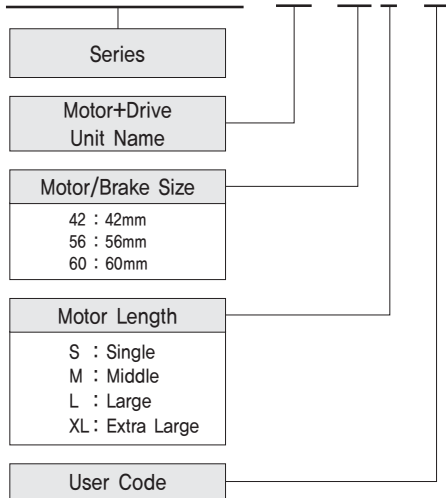 Series
Motor+Drive
Unit Name
Motor/Brake Size
42 : 42mm
56 : 56mm
60 : 60mm
Motor Length
S : Single
M : Middle
L : Large
XL : Extra Large
User Code